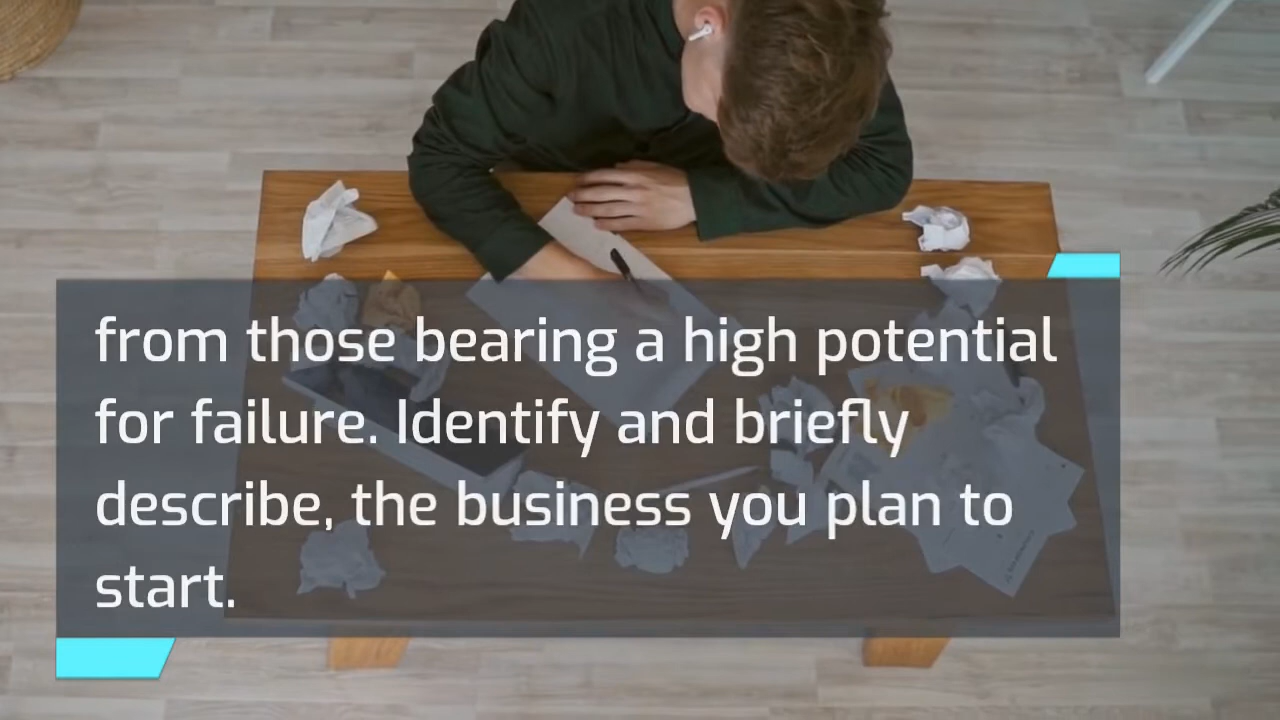 from those bearing a high potential
for failure. Identify and briefly
describe, the business you plan to
start.